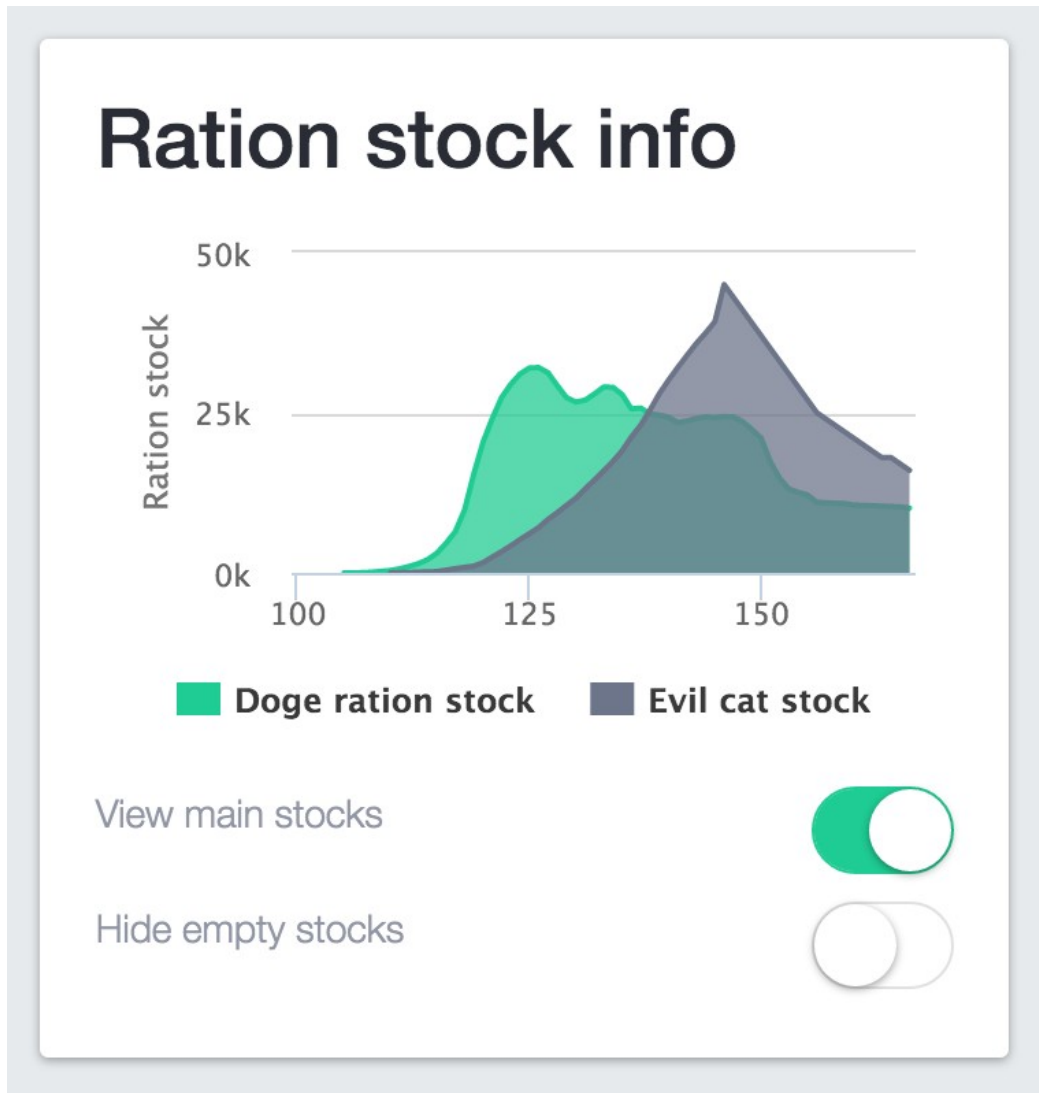 Ration stock info
50k
25k
0k
Ration stock
100 125 150
Doge ration stock Evil cat stock
View main stocks
Hide empty stocks